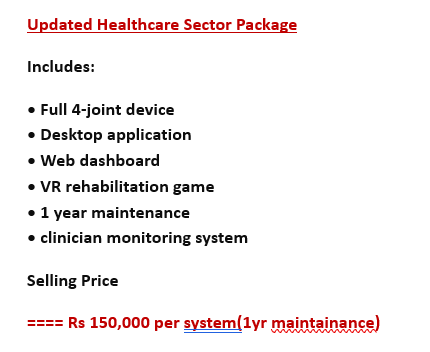 Updated Healthcare Sector Package
Includes:
• Full 4-joint device
• Desktop application
• Web dashboard
• VR rehabilitation game
• 1 year maintenance
• clinician monitoring system
Selling Price
==== Rs 150,000 per system(1yr maintainance)